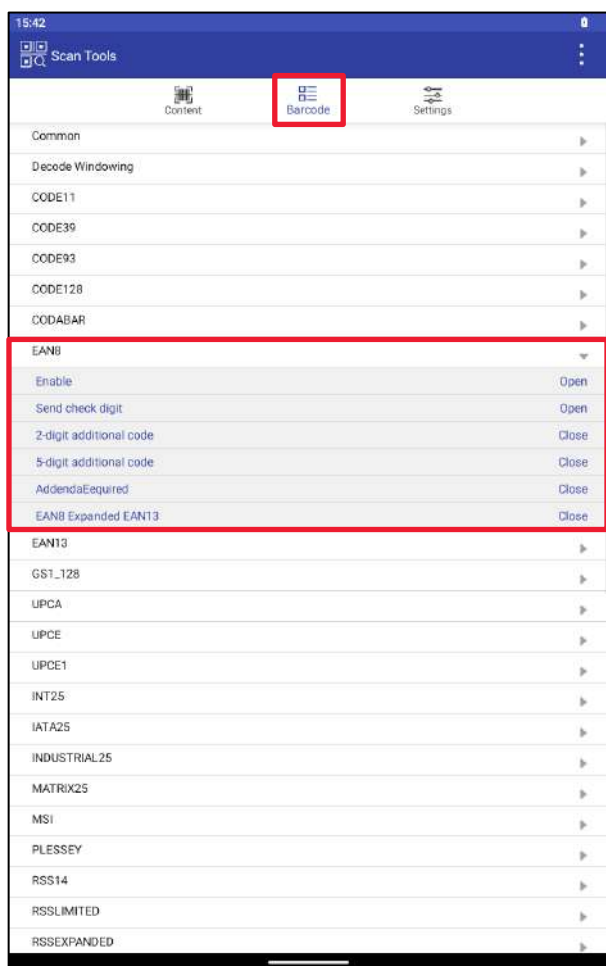 15:42
Scan Tools
Content Barcode Settings
Common
Decode Windowing
CODE11
CODE39
CODE93
CODE128
CODABAR
EAN8
Enable Open
Send check digit Open
2-digit additional code Close
5-digit additional code Close
AddendaEequired Close
EAN8 Expanded EAN13 Close
EAN13
GS1_128
UPCA
UPCE
UPCE1
INT25
IATA25
INDUSTRIAL25
MATRIX25
MSI
PLESSEY
RSS14
RSSLIMITED
RSSEXPANDED